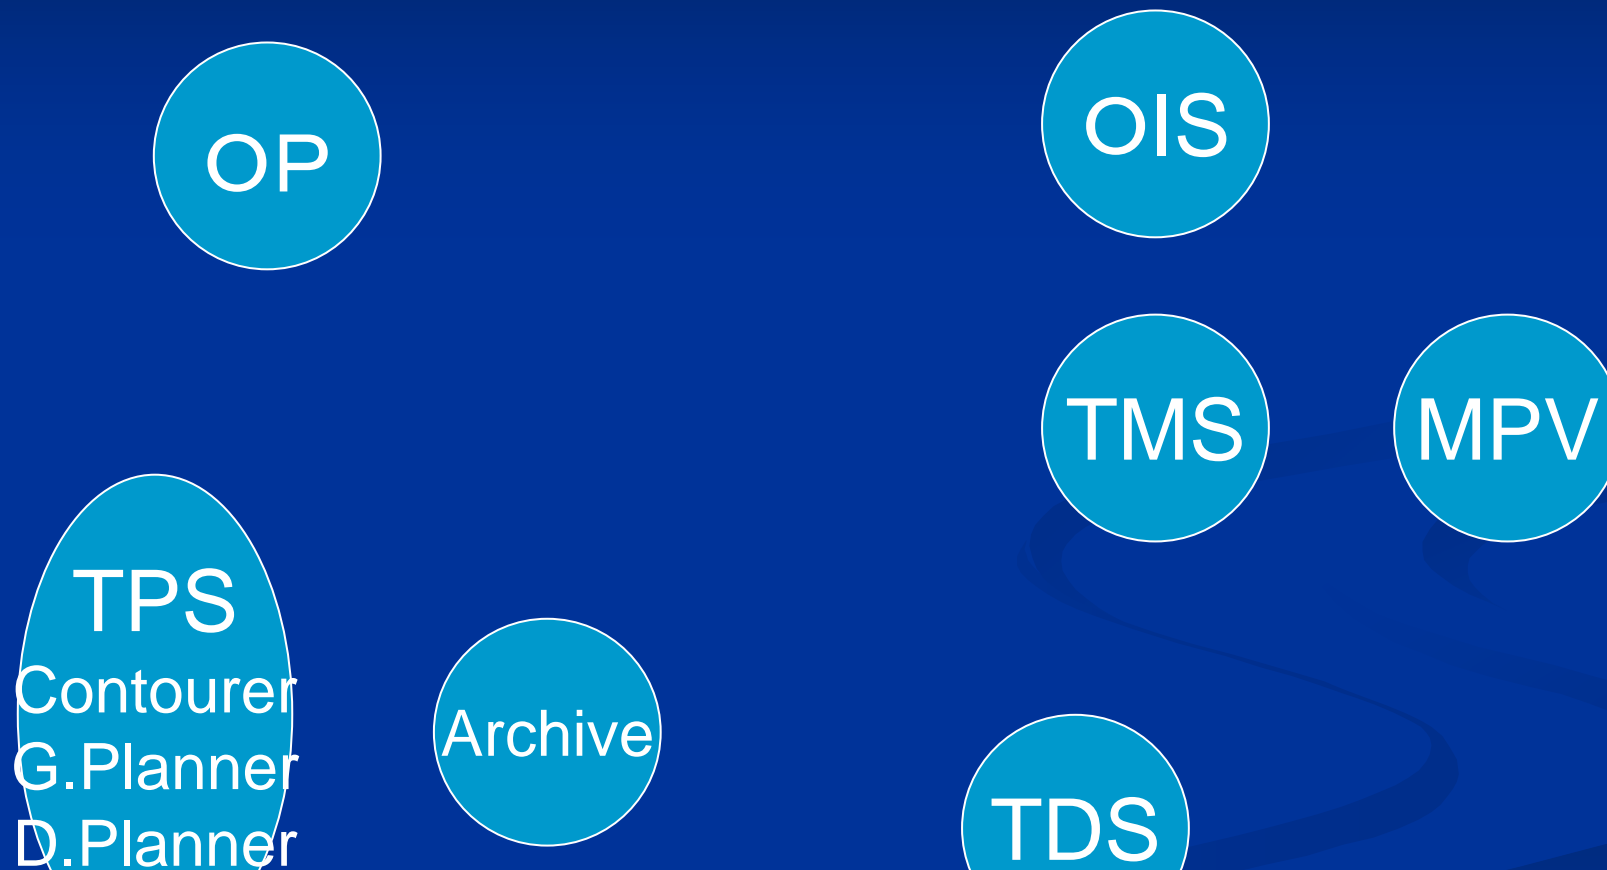 OP
OIS
TMS
MPV
TPS
Contourer
G.Planner
D.Planner
Archive
TDS